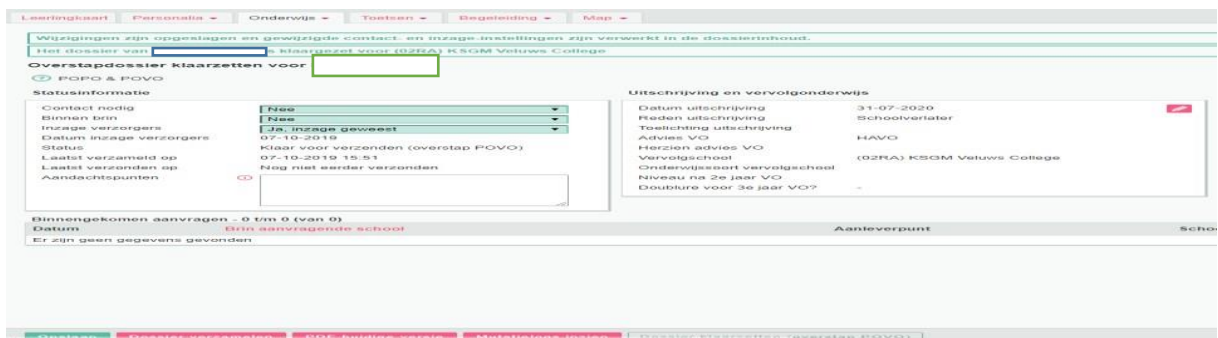 Leerlingkaart Personalia Onderwijs Toetsen Begeleiding Map
Wijzigingen zijn opgeslagen en gewijzigde contact- en inzage-instellingen zijn verwerkt in de dossierinhoud.
Het dossier van s klaargezet voor (02RA) KSGM Veluws College
Overstapdossier klaarzetten voor
POPO & POVO
Statusinformatie
Contact nodig Nee
Binnen brin Nee
Inzage verzorgers Ja, inzage geweest
Datum inzage verzorgers 07-10-2019
Status Klaar voor verzenden (overstap POVO)
Laatst verzameld op 07-10-2019 15:51
Laatst verzonden op Nog niet eerder verzonden
Aandachtspunten
Uitschrijving en vervolgonderwijs
Datum uitschrijving 31-07-2020
Reden uitschrijving Schoolverlater
Toelichting uitschrijving
Advies VO HAVO
Herzien advies VO
Vervolgschool (02RA) KSGM Veluws College
Onderwijssoort vervolgschool
Niveau na 2e jaar VO
Doublure voor 3e jaar VO? -
Binnengekomen aanvragen - 0 t/m 0 (van 0)
Datum Brin aanvragende school Aanleverpunt Schoo
Er zijn geen gegevens gevonden
Opslaan Dossier verzamelen PDF huidige versie Dossier klaarzetten (overstap POVO)